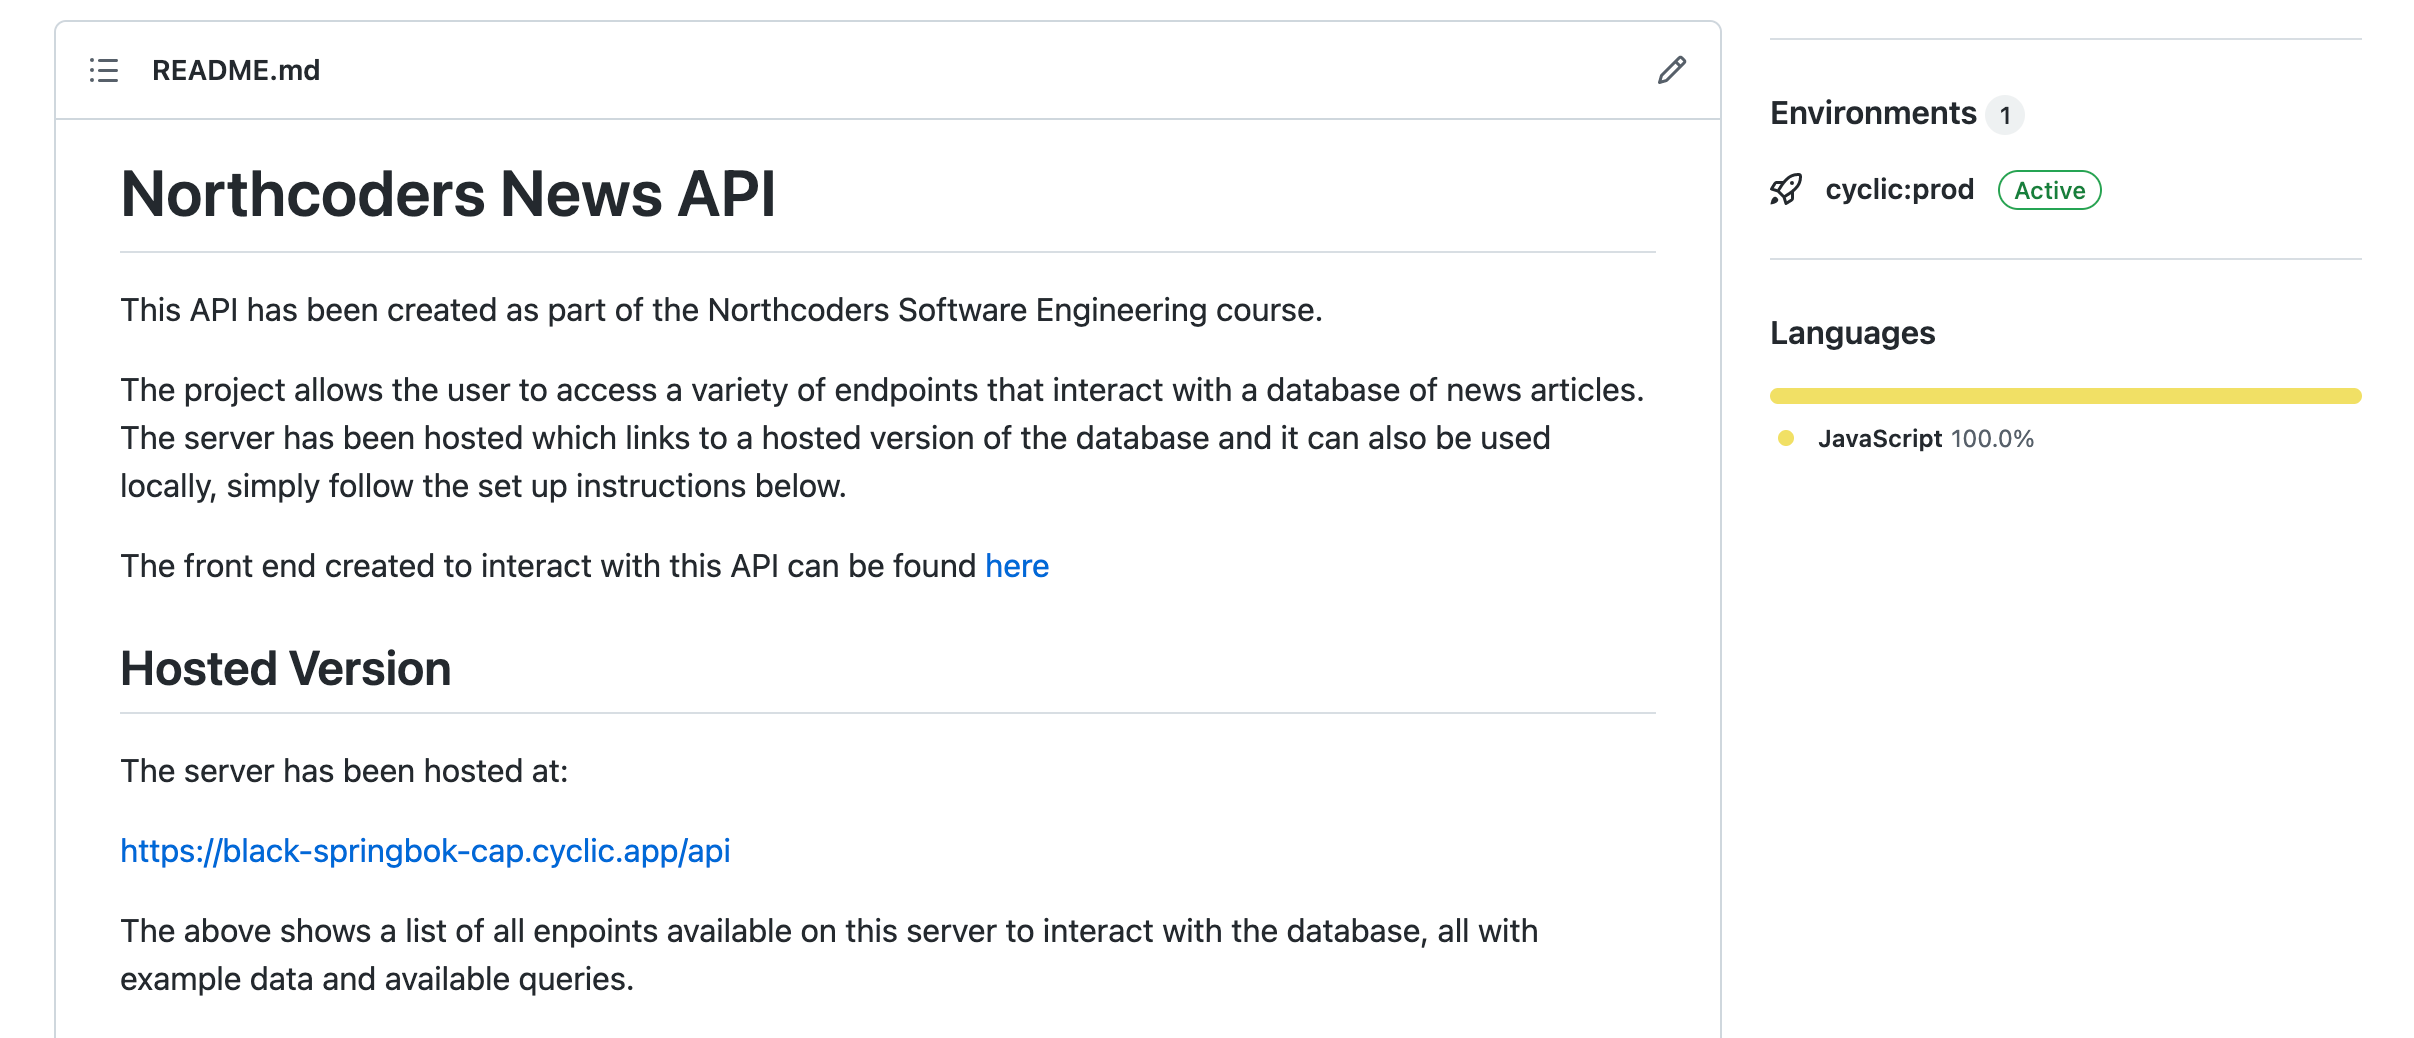 README.md
Northcoders News API
This API has been created as part of the Northcoders Software Engineering course.
The project allows the user to access a variety of endpoints that interact with a database of news articles.
The server has been hosted which links to a hosted version of the database and it can also be used
locally, simply follow the set up instructions below.
The front end created to interact with this API can be found here
Hosted Version
The server has been hosted at:
https://black-springbok-cap.cyclic.app/api
The above shows a list of all enpoints available on this server to interact with the database, all with
example data and available queries.
Environments 1
cyclic:prod Active
Languages
JavaScript 100.0%